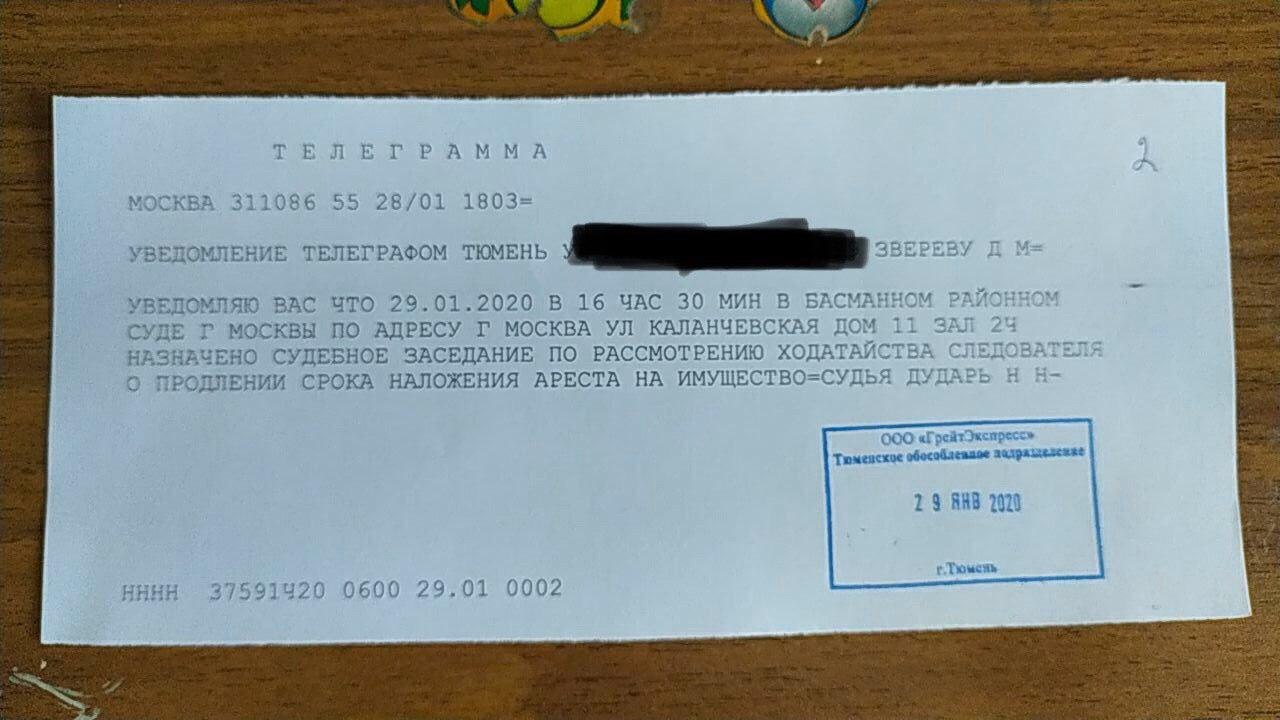 ТЕЛЕГРАММА
2
МОСКВА 311086 55 28/01 1803=
УВЕДОМЛЕНИЕ ТЕЛЕГРАФОМ ТЮМЕНЬ У ЗВЕРЕВУ Д М=
УВЕДОМЛЯЮ ВАС ЧТО 29.01.2020 В 16 ЧАС 30 МИН В БАСМАННОМ РАЙОННОМ
СУДЕ Г МОСКВЫ ПО АДРЕСУ Г МОСКВА УЛ КАЛАНЧЕВСКАЯ ДОМ 11 ЗАЛ 2Ч
НАЗНАЧЕНО СУДЕБНОЕ ЗАСЕДАНИЕ ПО РАССМОТРЕНИЮ ХОДАТАЙСТВА СЛЕДОВАТЕЛЯ
О ПРОДЛЕНИИ СРОКА НАЛОЖЕНИЯ АРЕСТА НА ИМУЩЕСТВО=СУДЬЯ ДУДАРЬ Н Н-
ООО «ГрейтЭкспресс»
Тюменское обособленное подразделение
29 ЯНВ 2020
г.Тюмень
НННН 37591Ч20 0600 29.01 0002